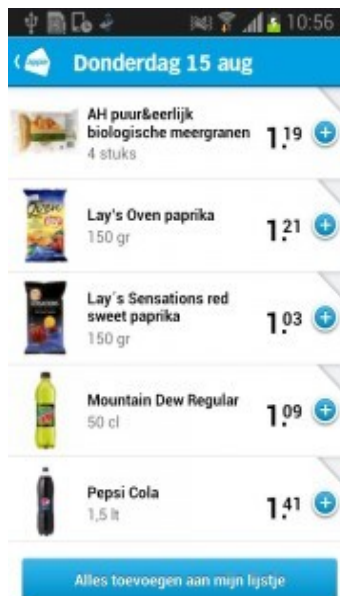 10:56
Appie
Donderdag 15 aug
AH puur&eerlijk
biologische meergranen
4 stuks
1.19
Lay's Oven paprika
150 gr
1.21
Lay´s Sensations red
sweet paprika
150 gr
1.03
Mountain Dew Regular
50 cl
1.09
Pepsi Cola
1,5 lt
1.41
Alles toevoegen aan mijn lijstje